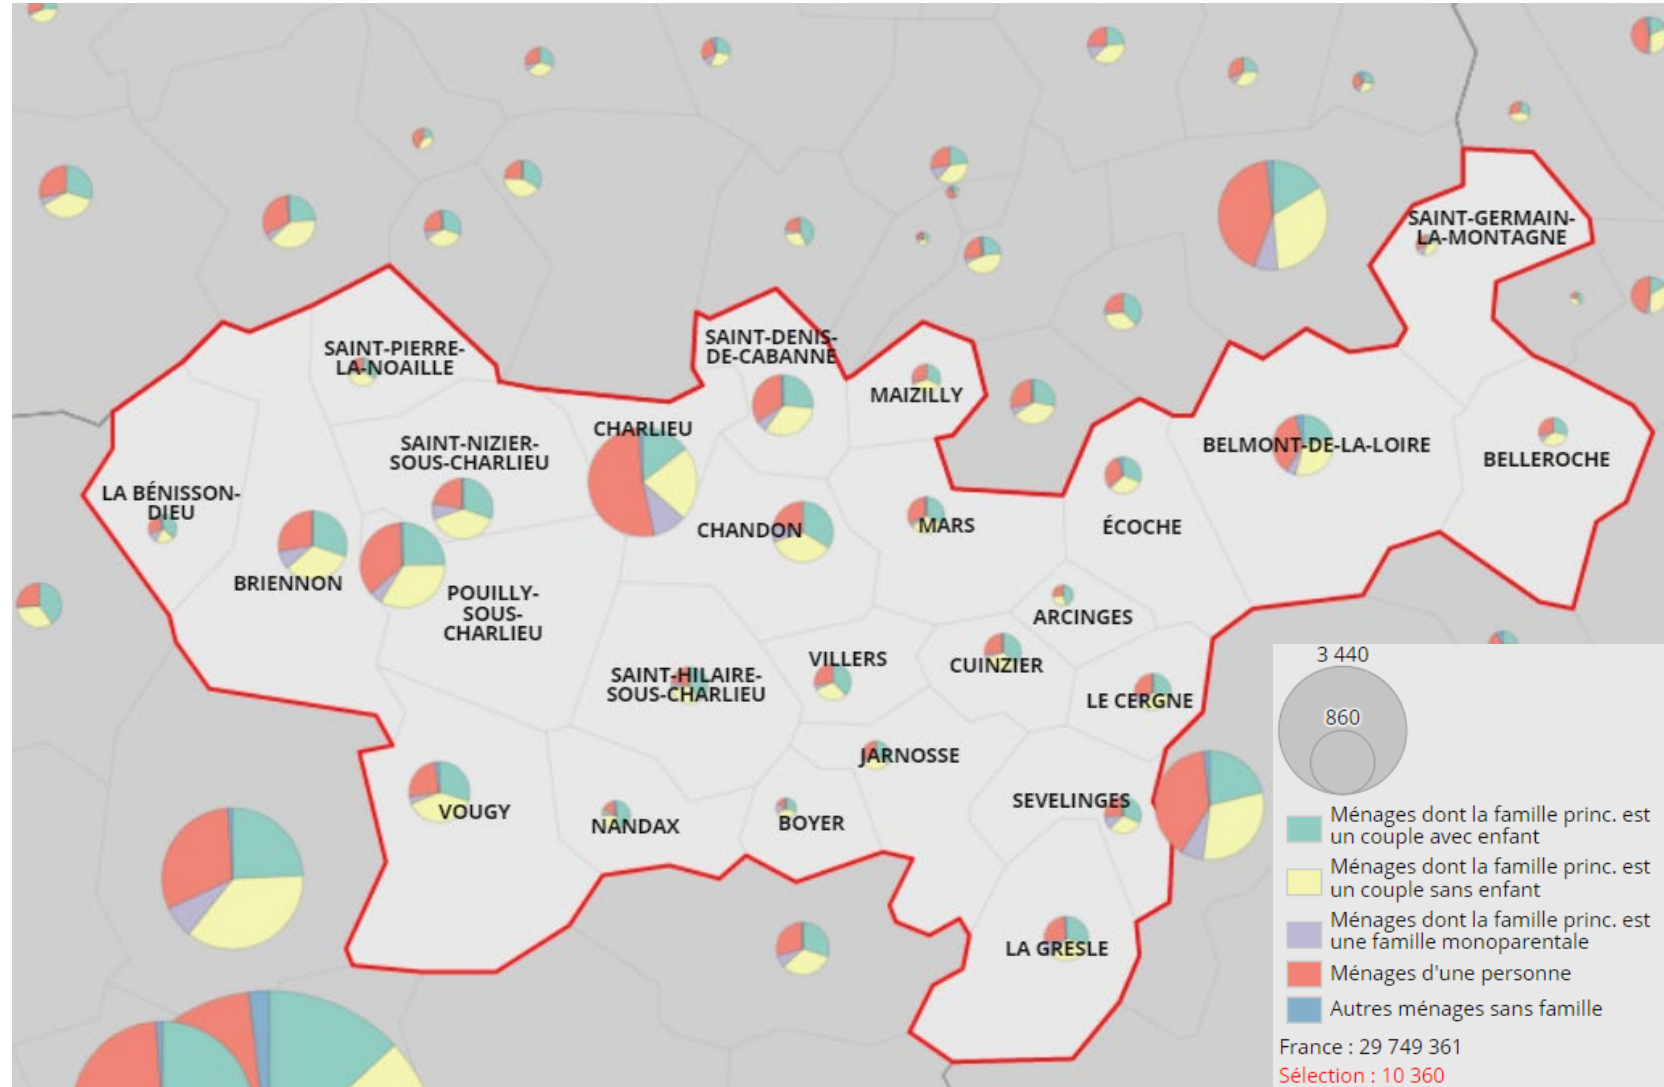 SAINT-GERMAIN-
LA-MONTAGNE
SAINT-PIERRE-
LA-NOAILLE
SAINT-DENIS-
DE-CABANNE
MAIZILLY
CHARLIEU
SAINT-NIZIER-
SOUS-CHARLIEU
BELMONT-DE-LA-LOIRE
BELLEROCHE
LA BÉNISSON-
DIEU
CHANDON
MARS
ÉCOCHE
BRIENNON
POUILLY-
SOUS-
CHARLIEU
ARCINGES
VILLERS
CUINZIER
SAINT-HILAIRE-
SOUS-CHARLIEU
LE CERGNE
JARNOSSE
VOUGY
NANDAX
BOYER
SEVELINGES
LA GRESLE
3 440
860
Ménages dont la famille princ. est
un couple avec enfant
Ménages dont la famille princ. est
un couple sans enfant
Ménages dont la famille princ. est
une famille monoparentale
Ménages d'une personne
Autres ménages sans famille
France : 29 749 361
Sélection : 10 360